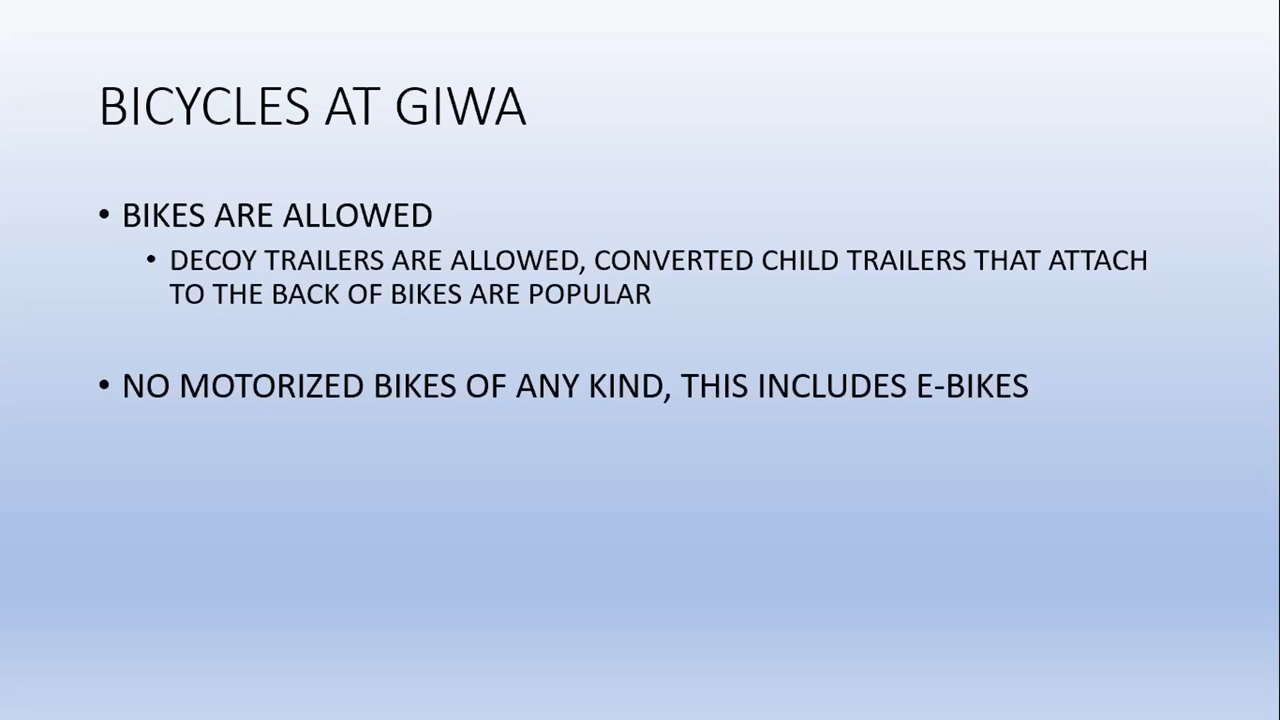 BICYCLES AT GIWA
• BIKES ARE ALLOWED
• DECOY TRAILERS ARE ALLOWED, CONVERTED CHILD TRAILERS THAT ATTACH
TO THE BACK OF BIKES ARE POPULAR
• NO MOTORIZED BIKES OF ANY KIND, THIS INCLUDES E-BIKES